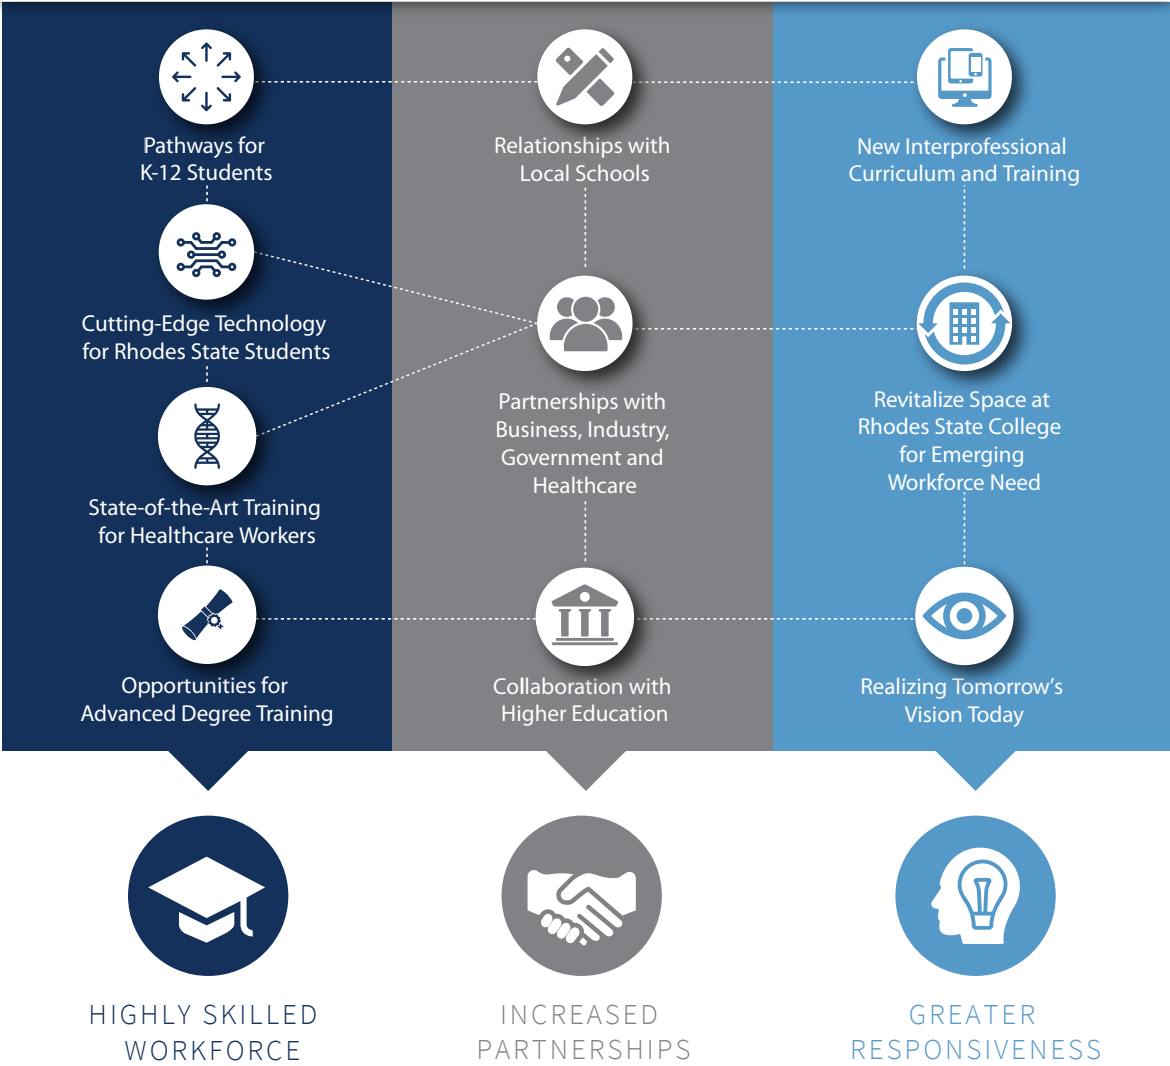 Pathways for
K-12 Students
Cutting-Edge Technology
for Rhodes State Students
State-of-the-Art Training
for Healthcare Workers
Opportunities for
Advanced Degree Training
Relationships with
Local Schools
Partnerships with
Business, Industry,
Government and
Healthcare
Collaboration with
Higher Education
New Interprofessional
Curriculum and Training
Revitalize Space at
Rhodes State College
for Emerging
Workforce Need
Realizing Tomorrow's
Vision Today
HIGHLY SKILLED
WORKFORCE
INCREASED
PARTNERSHIPS
GREATER
RESPONSIVENESS